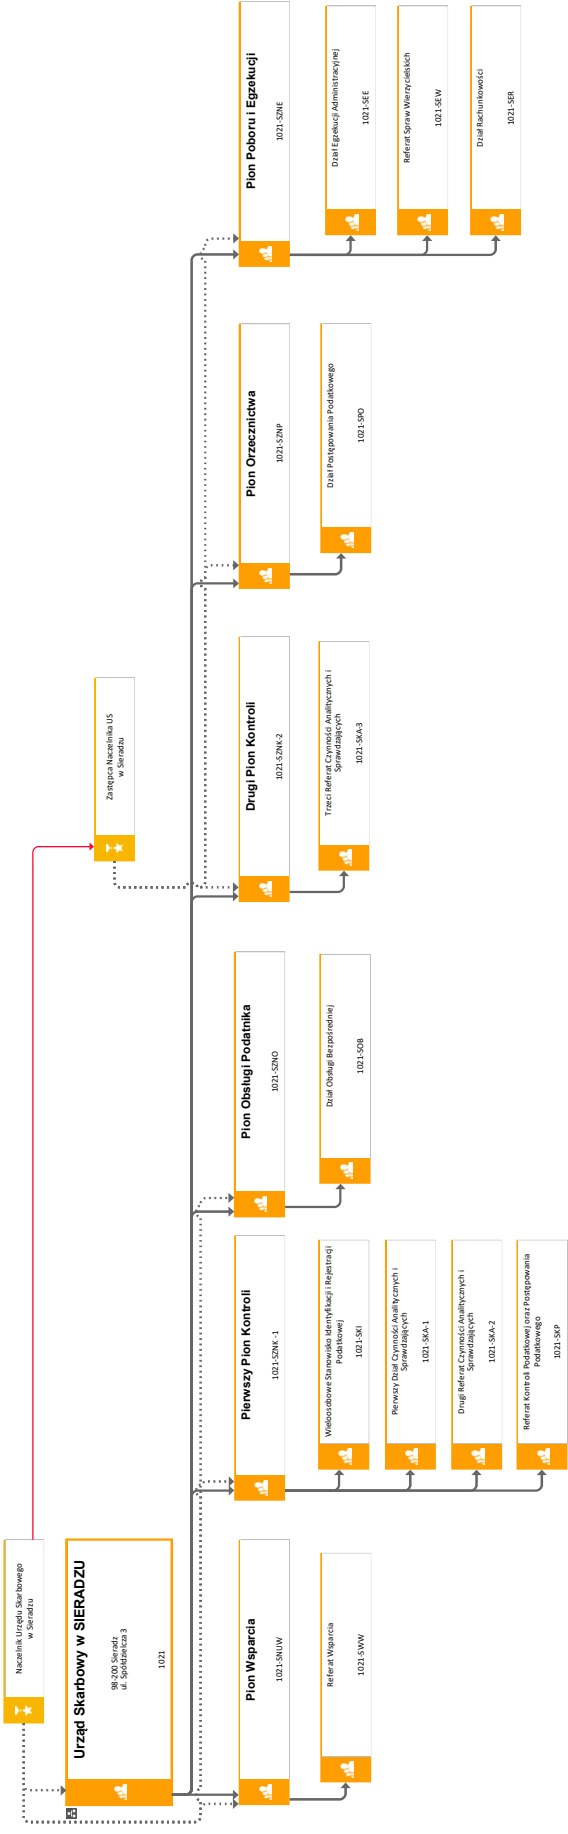 Naczelnik Urzędu Skarbowego
w Sieradzu
Zastępca Naczelnika US
w Sieradzu
Urząd Skarbowy w SIERADZU
98-200 Sieradz
ul. Spółdzielcza 3
1021
Pion Wsparcia
1021-SNUW
Referat Wsparcia
1021-SWW
Pierwszy Pion Kontroli
1021-SZNK -1
Wieloosobowe Stanowisko Identyfikacji i Rejestracji
Podatkowej
1021-SKI
Pierwszy Dział Czynności Analitycznych i
Sprawdzających
1021-SKA-1
Drugi Referat Czynności Analitycznych i
Sprawdzających
1021-SKA-2
Referat Kontroli Podatkowej oraz Postępowania
Podatkowego
1021-SKP
Pion Obsługi Podatnika
1021-SZNO
Dział Obsługi Bezpośredniej
1021-SOB
Drugi Pion Kontroli
1021-SZNK-2
Trzeci Referat Czynności Analitycznych i
Sprawdzających
1021-SKA-3
Pion Orzecznictwa
1021-SZNP
Dział Postępowania Podatkowego
1021-SPO
Pion Poboru i Egzekucji
1021-SZNE
Dział Egzekucji Administracyjnej
1021-SEE
Referat Spraw Wierzycielskich
1021-SEW
Dział Rachunkowości
1021-SER